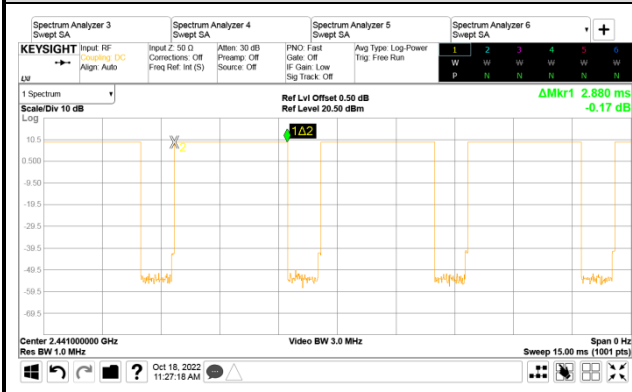 Spectrum Analyzer 3 Spectrum Analyzer 4 Spectrum Analyzer 5 Spectrum Analyzer 6
Swept SA Swept SA Swept SA Swept SA +
KEYSIGHT Input: RF Input Z: 50 Ω Atten: 30 dB PNO: Fast Avg Type: Log-Power 1 2 3 4 5 6
Coupling: DC Corrections: Off Preamp: Off Gate: Off Trig: Free Run W W W W W W
Align: Auto Freq Ref: Int (S) Source: Off IF Gain: Low
LXI Sig Track: Off P N N N N N
1 Spectrum Ref Lvl Offset 0.50 dB ΔMkr1 2.880 ms
Scale/Div 10 dB Ref Level 20.50 dBm -0.17 dB
Log
1Δ2
10.5
2
0.500
-9.50
-19.5
-29.5
-39.5
-49.5
-59.5
-69.5
Center 2.441000000 GHz Video BW 3.0 MHz Span 0 Hz
Res BW 1.0 MHz Sweep 15.00 ms (1001 pts)
? Oct 18, 2022
11:27:18 AM